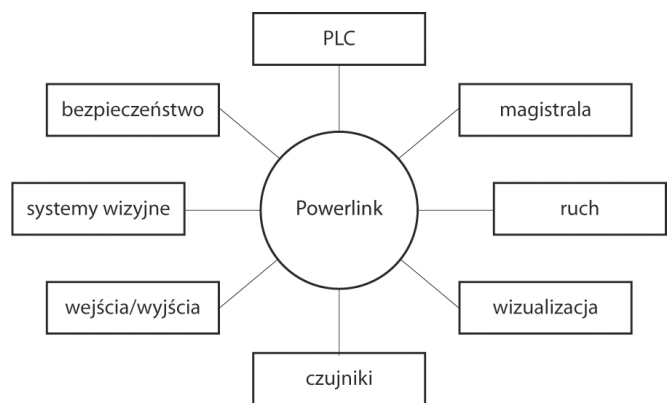 PLC
bezpieczeństwo
magistrala
systemy wizyjne
Powerlink
ruch
wejścia/wyjścia
wizualizacja
czujniki